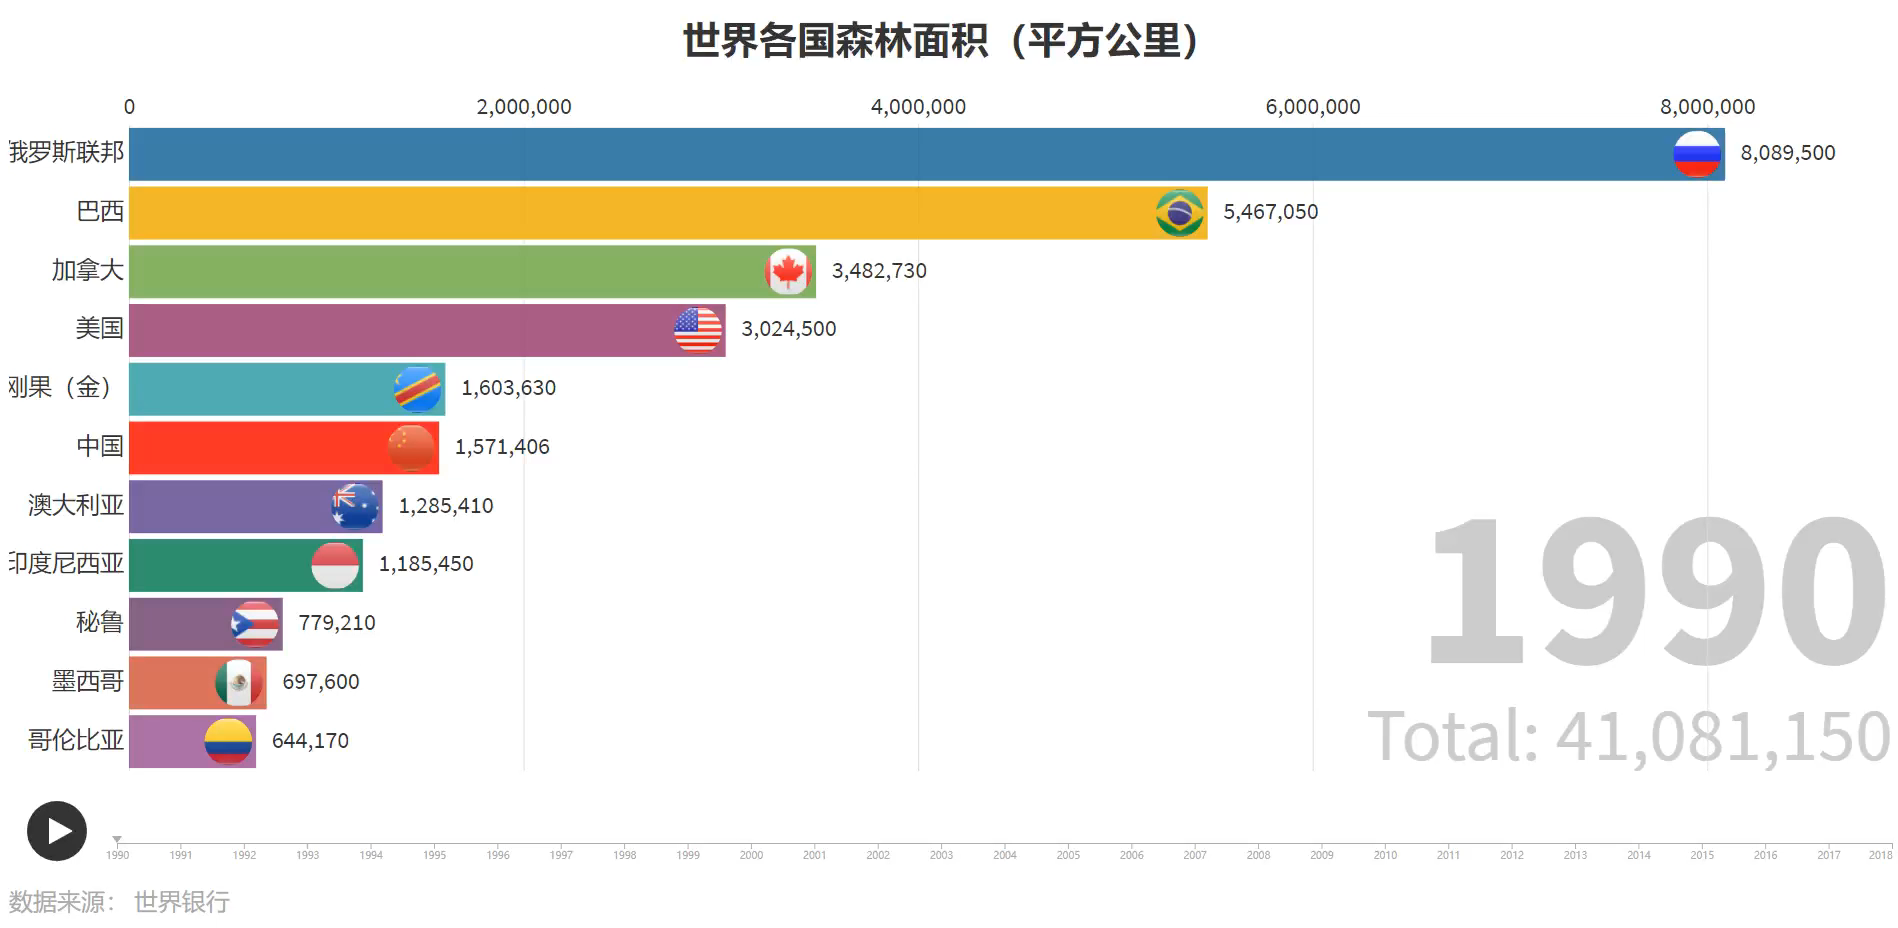 世界各国森林面积（平方公里）
0 2,000,000 4,000,000 6,000,000 8,000,000
俄罗斯联邦 8,089,500
巴西 5,467,050
加拿大 3,482,730
美国 3,024,500
刚果（金） 1,603,630
中国 1,571,406
澳大利亚 1,285,410
印度尼西亚 1,185,450
秘鲁 779,210
墨西哥 697,600
哥伦比亚 644,170
1990
Total: 41,081,150
1990 1991 1992 1993 1994 1995 1996 1997 1998 1999 2000 2001 2002 2003 2004 2005 2006 2007 2008 2009 2010 2011 2012 2013 2014 2015 2016 2017 2018
数据来源： 世界银行